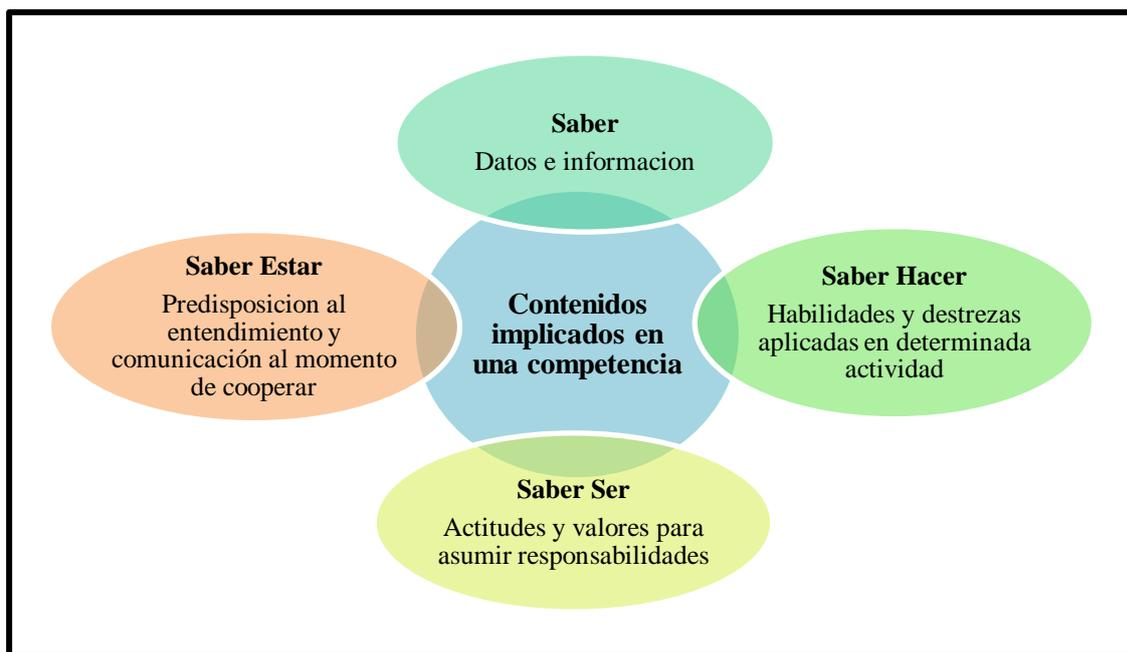 Saber
Datos e informacion
Saber Estar
Predisposicion al
entendimiento y
comunicación al momento
de cooperar
Contenidos
implicados en
una competencia
Saber Hacer
Habilidades y destrezas
aplicadas en determinada
actividad
Saber Ser
Actitudes y valores para
asumir responsabilidades